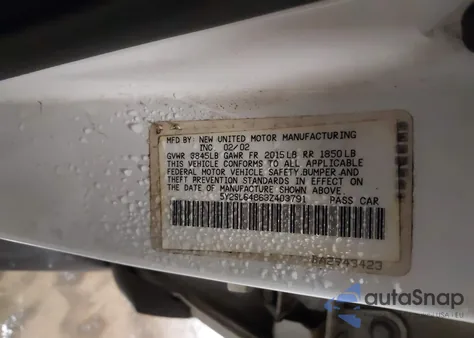 MFD BY: NEW UNITED MOTOR MANUFACTURING
INC 02/02
GVWR 3845LB GAWR FR 2015LB RR 1850LB
THIS VEHICLE CONFORMS TO ALL APPLICABLE
FEDERAL MOTOR VEHICLE SAFETY, BUMPER, AND
THEFT PREVENTION STANDARDS IN EFFECT ON
THE DATE OF MANUFACTURE SHOWN ABOVE.
5Y2SL64863Z403791 PASS CAR
autoSnap